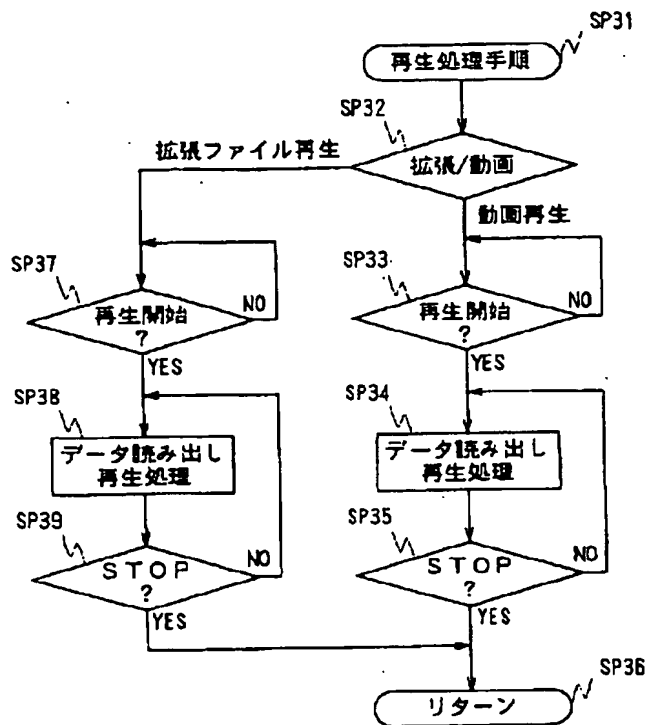 SP31
再生処理手順
SP32
拡張/動画
拡張ファイル再生
動画再生
SP37
再生開始
?
NO
YES
SP33
再生開始
?
NO
YES
SP38
データ読み出し
再生処理
SP34
データ読み出し
再生処理
SP39
STOP
?
NO
YES
SP35
STOP
?
NO
YES
SP36
リターン